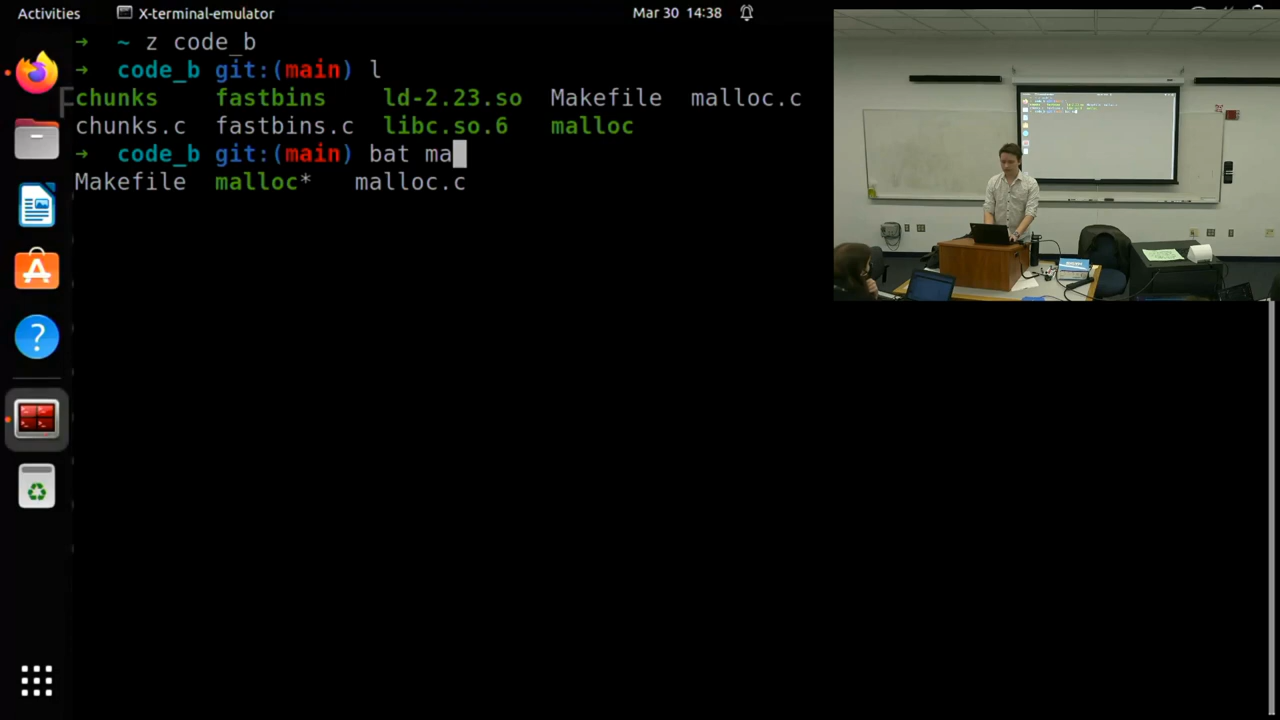 Activities
X-terminal-emulator
Mar 30 14:38
→ ~ z code_b
→ code_b git:(main) l
chunks fastbins ld-2.23.so Makefile malloc.c
chunks.c fastbins.c libc.so.6 malloc
→ code_b git:(main) bat ma
Makefile malloc* malloc.c